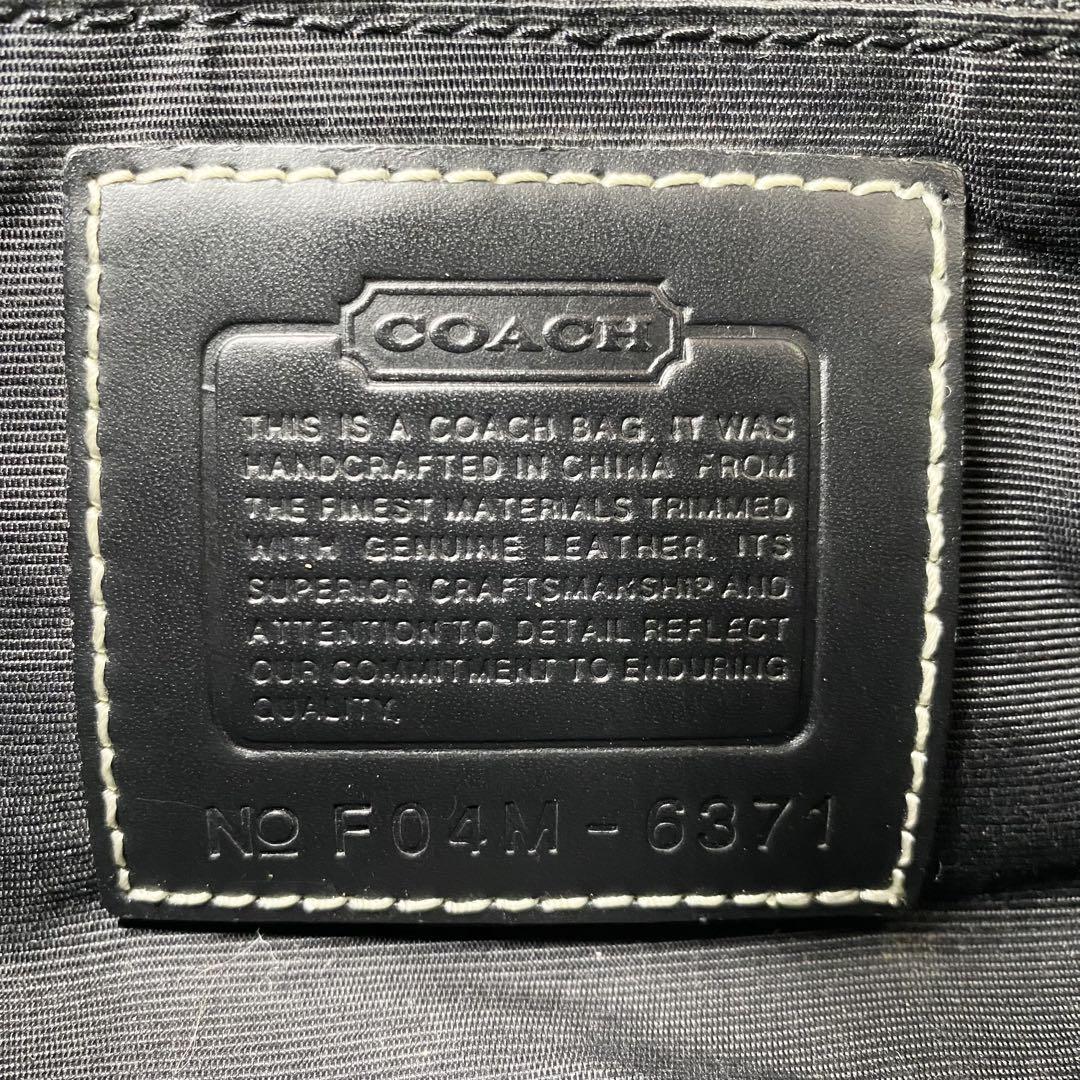 COACH
THIS IS A COACH BAG. IT WAS
HANDCRAFTED IN CHINA FROM
THE FINEST MATERIALS TRIMMED
WITH GENUINE LEATHER. ITS
SUPERIOR CRAFTSMANSHIP AND
ATTENTION TO DETAIL REFLECT
OUR COMMITMENT TO ENDURING
QUALITY.
No F04M-6371